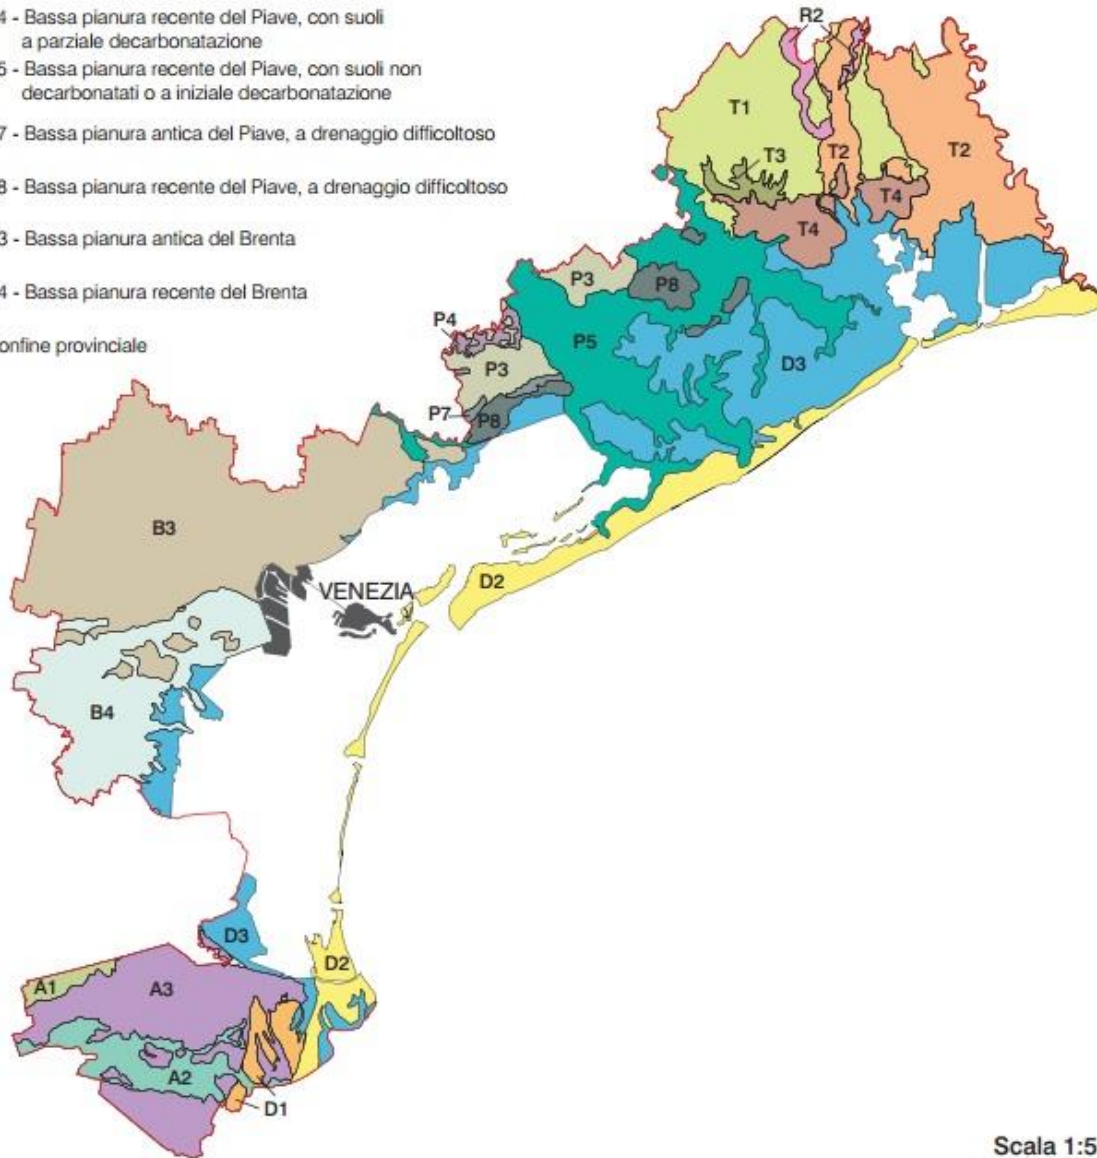 4 - Bassa pianura recente del Piave, con suoli
a parziale decarbonatazione
5 - Bassa pianura recente del Piave, con suoli non
decarbonatati o a iniziale decarbonatazione
7 - Bassa pianura antica del Piave, a drenaggio difficoltoso
8 - Bassa pianura recente del Piave, a drenaggio difficoltoso
3 - Bassa pianura antica del Brenta
4 - Bassa pianura recente del Brenta
onfine provinciale
R2
T1
T3
T2
T2
T4
T4
P3
P8
P4
P5
P3
D3
P7
P8
B3
VENEZIA
D2
B4
D3
D2
A1
A3
A2
D1
Scala 1:5